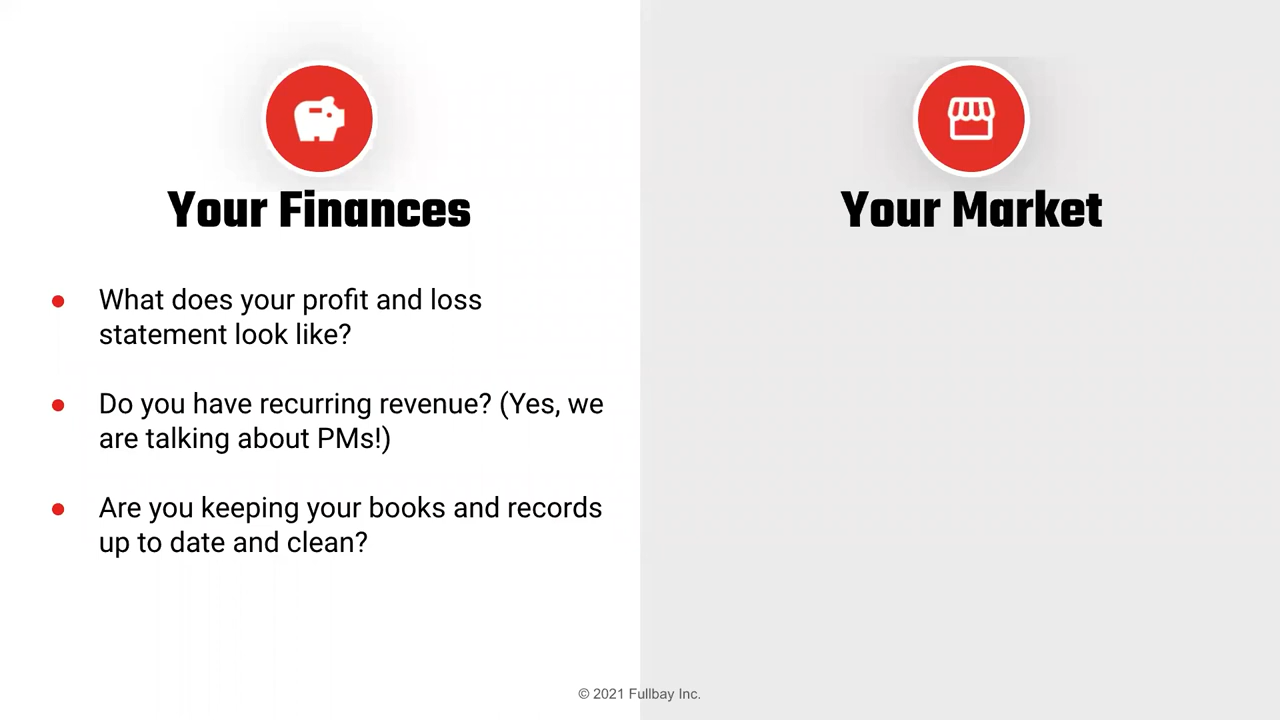 Your Finances
What does your profit and loss
statement look like?
Do you have recurring revenue? (Yes, we
are talking about PMs!)
Are you keeping your books and records
up to date and clean?
Your Market
© 2021 Fullbay Inc.